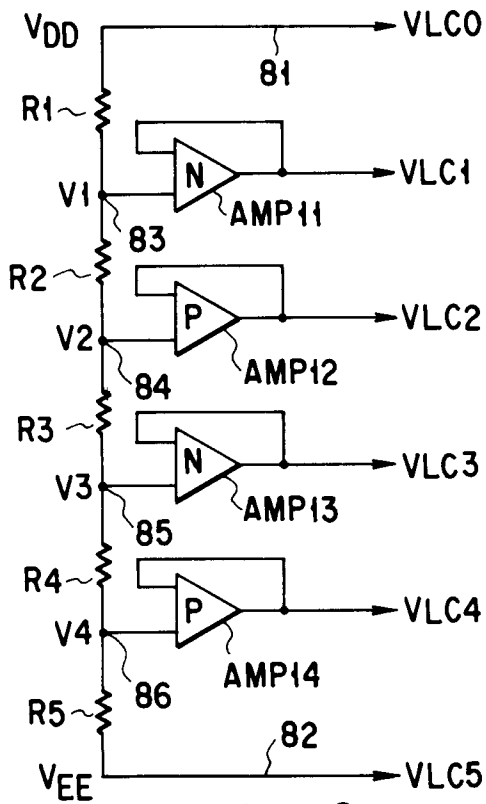 VDD
81
VLC0
R1
N
VLC1
V1
83
AMP11
R2
P
VLC2
V2
84
AMP12
R3
N
VLC3
V3
85
AMP13
R4
P
VLC4
V4
86
AMP14
R5
82
VEE
VLC5